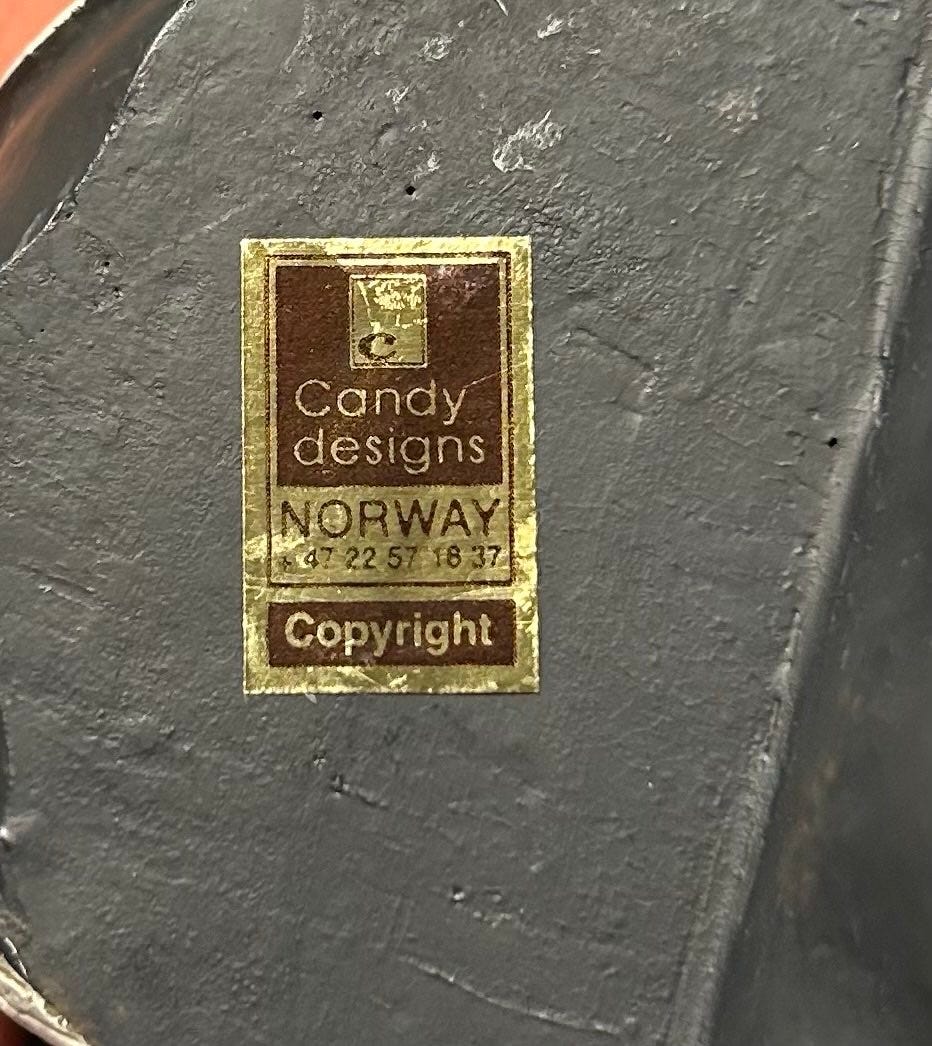 c
Candy
designs
NORWAY
+ 47 22 57 18 37
Copyright